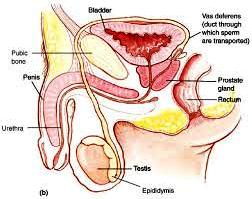 Bladder
Vas deferens
(duct through
which sperm
are transported)
Pubic
bone
Penis
Prostate
gland
Rectum
Urethra
Testis
Epididymis
(b)